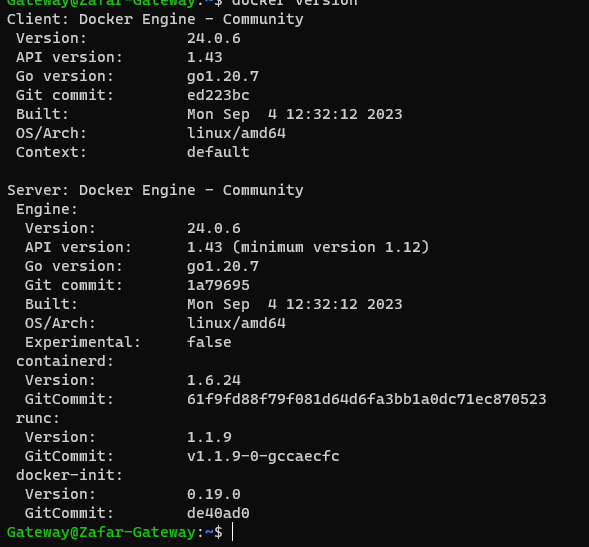 Gateway@Zafar-Gateway:~$ docker version
Client: Docker Engine - Community
 Version:           24.0.6
 API version:       1.43
 Go version:        go1.20.7
 Git commit:        ed223bc
 Built:             Mon Sep  4 12:32:12 2023
 OS/Arch:           linux/amd64
 Context:           default

Server: Docker Engine - Community
 Engine:
  Version:          24.0.6
  API version:      1.43 (minimum version 1.12)
  Go version:       go1.20.7
  Git commit:       1a79695
  Built:            Mon Sep  4 12:32:12 2023
  OS/Arch:          linux/amd64
  Experimental:     false
 containerd:
  Version:          1.6.24
  GitCommit:        61f9fd88f79f081d64d6fa3bb1a0dc71ec870523
 runc:
  Version:          1.1.9
  GitCommit:        v1.1.9-0-gccaecfc
 docker-init:
  Version:          0.19.0
  GitCommit:        de40ad0
Gateway@Zafar-Gateway:~$